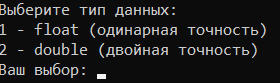 Выберите тип данных:
1 - float (одинарная точность)
2 - double (двойная точность)
Ваш выбор: